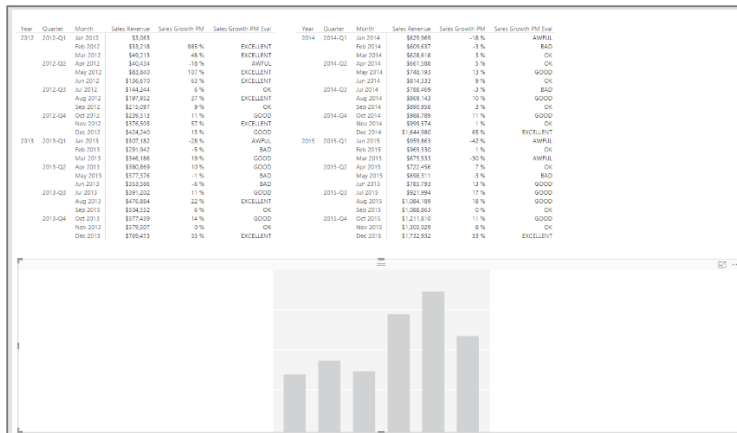 Year Quarter Month Sales Revenue Sales Growth PM Sales Growth PM Eval
2012 2012-Q1 Jan 2012 $3,063
Feb 2012 $33,218 985 % EXCELLENT
Mar 2012 $49,215 48 % EXCELLENT
2012-Q2 Apr 2012 $40,434 -18 % AWFUL
May 2012 $83,840 107 % EXCELLENT
Jun 2012 $136,670 63 % EXCELLENT
2012-Q3 Jul 2012 $144,244 6 % OK
Aug 2012 $197,952 37 % EXCELLENT
Sep 2012 $215,097 9 % OK
2012-Q4 Oct 2012 $239,513 11 % GOOD
Nov 2012 $376,503 57 % EXCELLENT
Dec 2012 $424,240 13 % GOOD
2013 2013-Q1 Jan 2013 $307,182 -28 % AWFUL
Feb 2013 $291,942 -5 % BAD
Mar 2013 $346,186 19 % GOOD
2013-Q2 Apr 2013 $380,869 10 % GOOD
May 2013 $377,376 -1 % BAD
Jun 2013 $353,586 -6 % BAD
2013-Q3 Jul 2013 $391,202 11 % GOOD
Aug 2013 $476,884 22 % EXCELLENT
Sep 2013 $504,332 6 % OK
2013-Q4 Oct 2013 $577,439 14 % GOOD
Nov 2013 $579,507 0 % OK
Dec 2013 $769,473 33 % EXCELLENT
Year Quarter Month Sales Revenue Sales Growth PM Sales Growth PM Eval
2014 2014-Q1 Jan 2014 $629,969 -18 % AWFUL
Feb 2014 $609,637 -3 % BAD
Mar 2014 $628,618 3 % OK
2014-Q2 Apr 2014 $661,588 5 % OK
May 2014 $748,193 13 % GOOD
Jun 2014 $814,333 9 % OK
2014-Q3 Jul 2014 $788,469 -3 % BAD
Aug 2014 $869,143 10 % GOOD
Sep 2014 $890,958 3 % OK
2014-Q4 Oct 2014 $988,789 11 % GOOD
Nov 2014 $999,574 1 % OK
Dec 2014 $1,644,980 65 % EXCELLENT
2015 2015-Q1 Jan 2015 $959,663 -42 % AWFUL
Feb 2015 $969,330 1 % OK
Mar 2015 $675,333 -30 % AWFUL
2015-Q2 Apr 2015 $722,456 7 % OK
May 2015 $698,311 -3 % BAD
Jun 2015 $785,793 13 % GOOD
2015-Q3 Jul 2015 $921,994 17 % GOOD
Aug 2015 $1,084,189 18 % GOOD
Sep 2015 $1,088,863 0 % OK
2015-Q4 Oct 2015 $1,211,810 11 % GOOD
Nov 2015 $1,305,029 8 % OK
Dec 2015 $1,732,932 33 % EXCELLENT